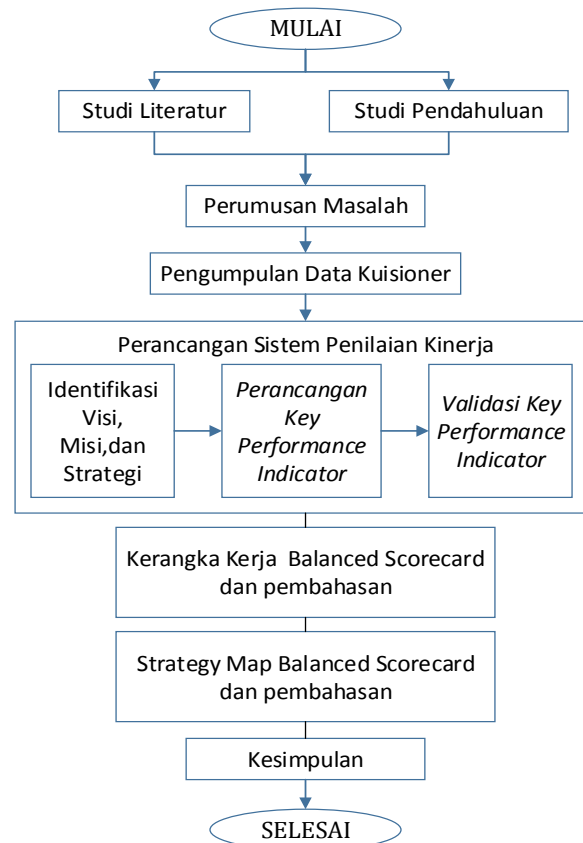 MULAI
Studi Literatur
Studi Pendahuluan
Perumusan Masalah
Pengumpulan Data Kuisioner
Perancangan Sistem Penilaian Kinerja
Identifikasi
Visi,
Misi,dan
Strategi
Perancangan
Key
Performance
Indicator
Validasi Key
Performance
Indicator
Kerangka Kerja Balanced Scorecard
dan pembahasan
Strategy Map Balanced Scorecard
dan pembahasan
Kesimpulan
SELESAI